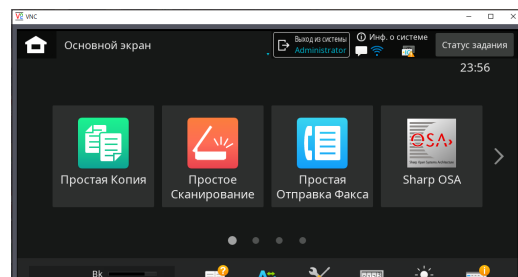 VNC
Основной экран
Выход из системы
Administrator
Инф. о системе
Статус задания
23:56
Простая Копия
Простое
Сканирование
Простая
Отправка Факса
OSA
Sharp OSA
Bk